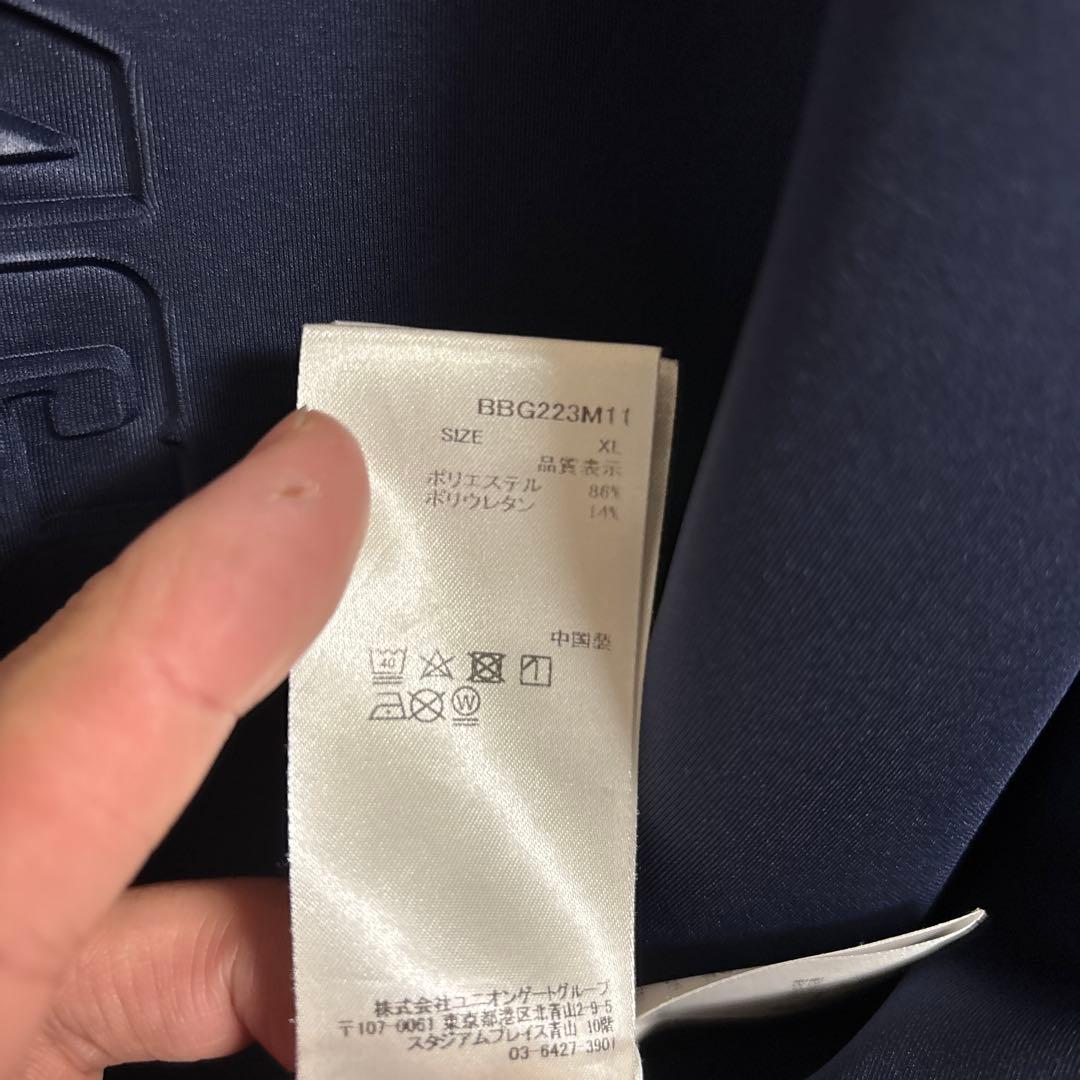 BBG223M11
SIZE XL
品質表示
ポリエステル 86%
ポリウレタン 14%
中国製
40
W
株式会社ユニオンゲートグループ
〒107-0061 東京都港区北青山2-9-5
スタジアムプレイス青山 10階
03-6427-3901